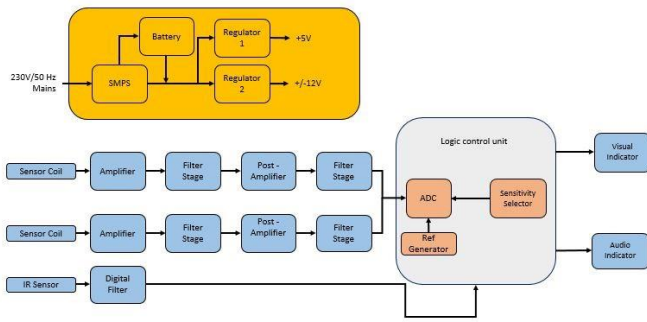 Battery
Regulator
1
+5V
230V/50 Hz
Mains
SMPS
Regulator
2
+/-12V
Logic control unit
Visual
Indicator
Sensor Coil
Amplifier
Filter
Stage
Post -
Amplifier
Filter
Stage
ADC
Sensitivity
Selector
Sensor Coil
Amplifier
Filter
Stage
Post -
Amplifier
Filter
Stage
Ref
Generator
Audio
Indicator
IR Sensor
Digital
Filter